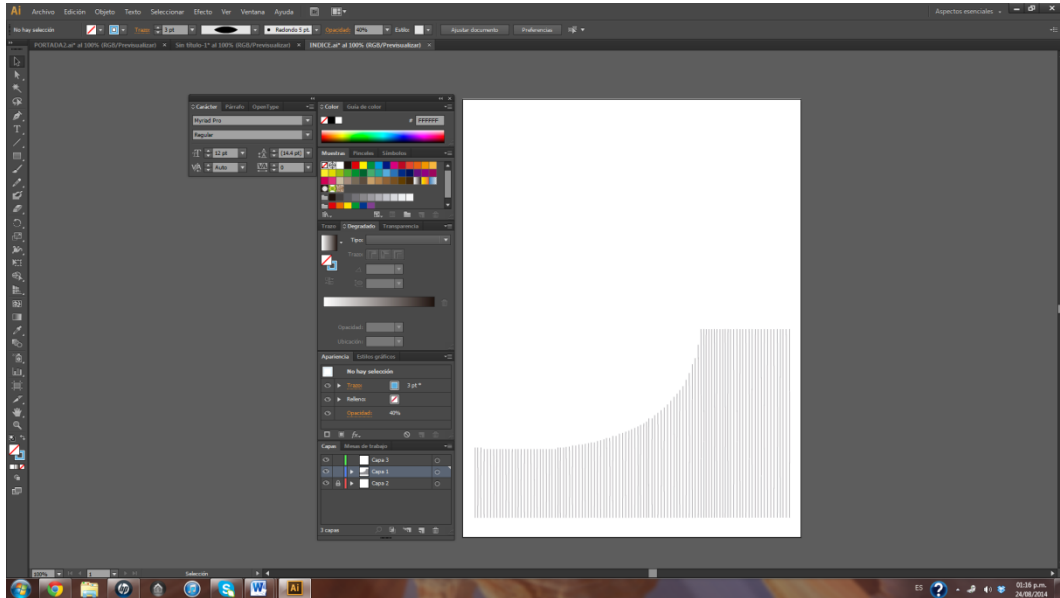 Ai Archivo Edición Objeto Texto Seleccionar Efecto Ver Ventana Ayuda Aspectos esenciales
No hay selección Trazo: 3 pt Redondo 5 pt. Opacidad: 40% Estilo: Ajustar documento Preferencias
PORTADA2.ai* al 100% (RGB/Previsualizar) × Sin título-1* al 100% (RGB/Previsualizar) × INDICE.ai* al 100% (RGB/Previsualizar) ×
Carácter Párrafo OpenType
Myriad Pro
Regular
12 pt (14.4 pt)
Auto 0
Color Guía de color
# FFFFFF
Muestras Pinceles Símbolos
Trazo Degradado Transparencia
Tipo:
Trazo:
Opacidad:
Ubicación:
Apariencia Estilos gráficos
No hay selección
Trazo: 3 pt *
Relleno:
Opacidad: 40%
fx.
Capas Mesas de trabajo
Capa 3
Capa 1
Capa 2
3 capas
100% 1 Selección
hp S W Ai ES 01:16 p.m.
24/08/2014